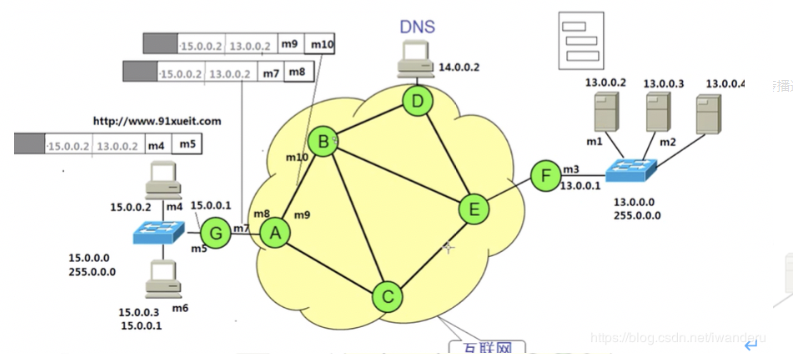 15.0.0.2 13.0.0.2 m9 m10
15.0.0.2 13.0.0.2 m7 m8
DNS
14.0.0.2
13.0.0.2 13.0.0.3 13.0.0.4
http://www.91xueit.com
15.0.0.2 13.0.0.2 m4 m5
m1 m2
D
B
m10
m3
F
13.0.0.1
15.0.0.2 m4 15.0.0.1
13.0.0.0
255.0.0.0
m8 m9
E
G m7 A
m5
15.0.0.0
255.0.0.0
C
15.0.0.3 m6
15.0.0.1
互联网
https://blog.csdn.net/iwanderu